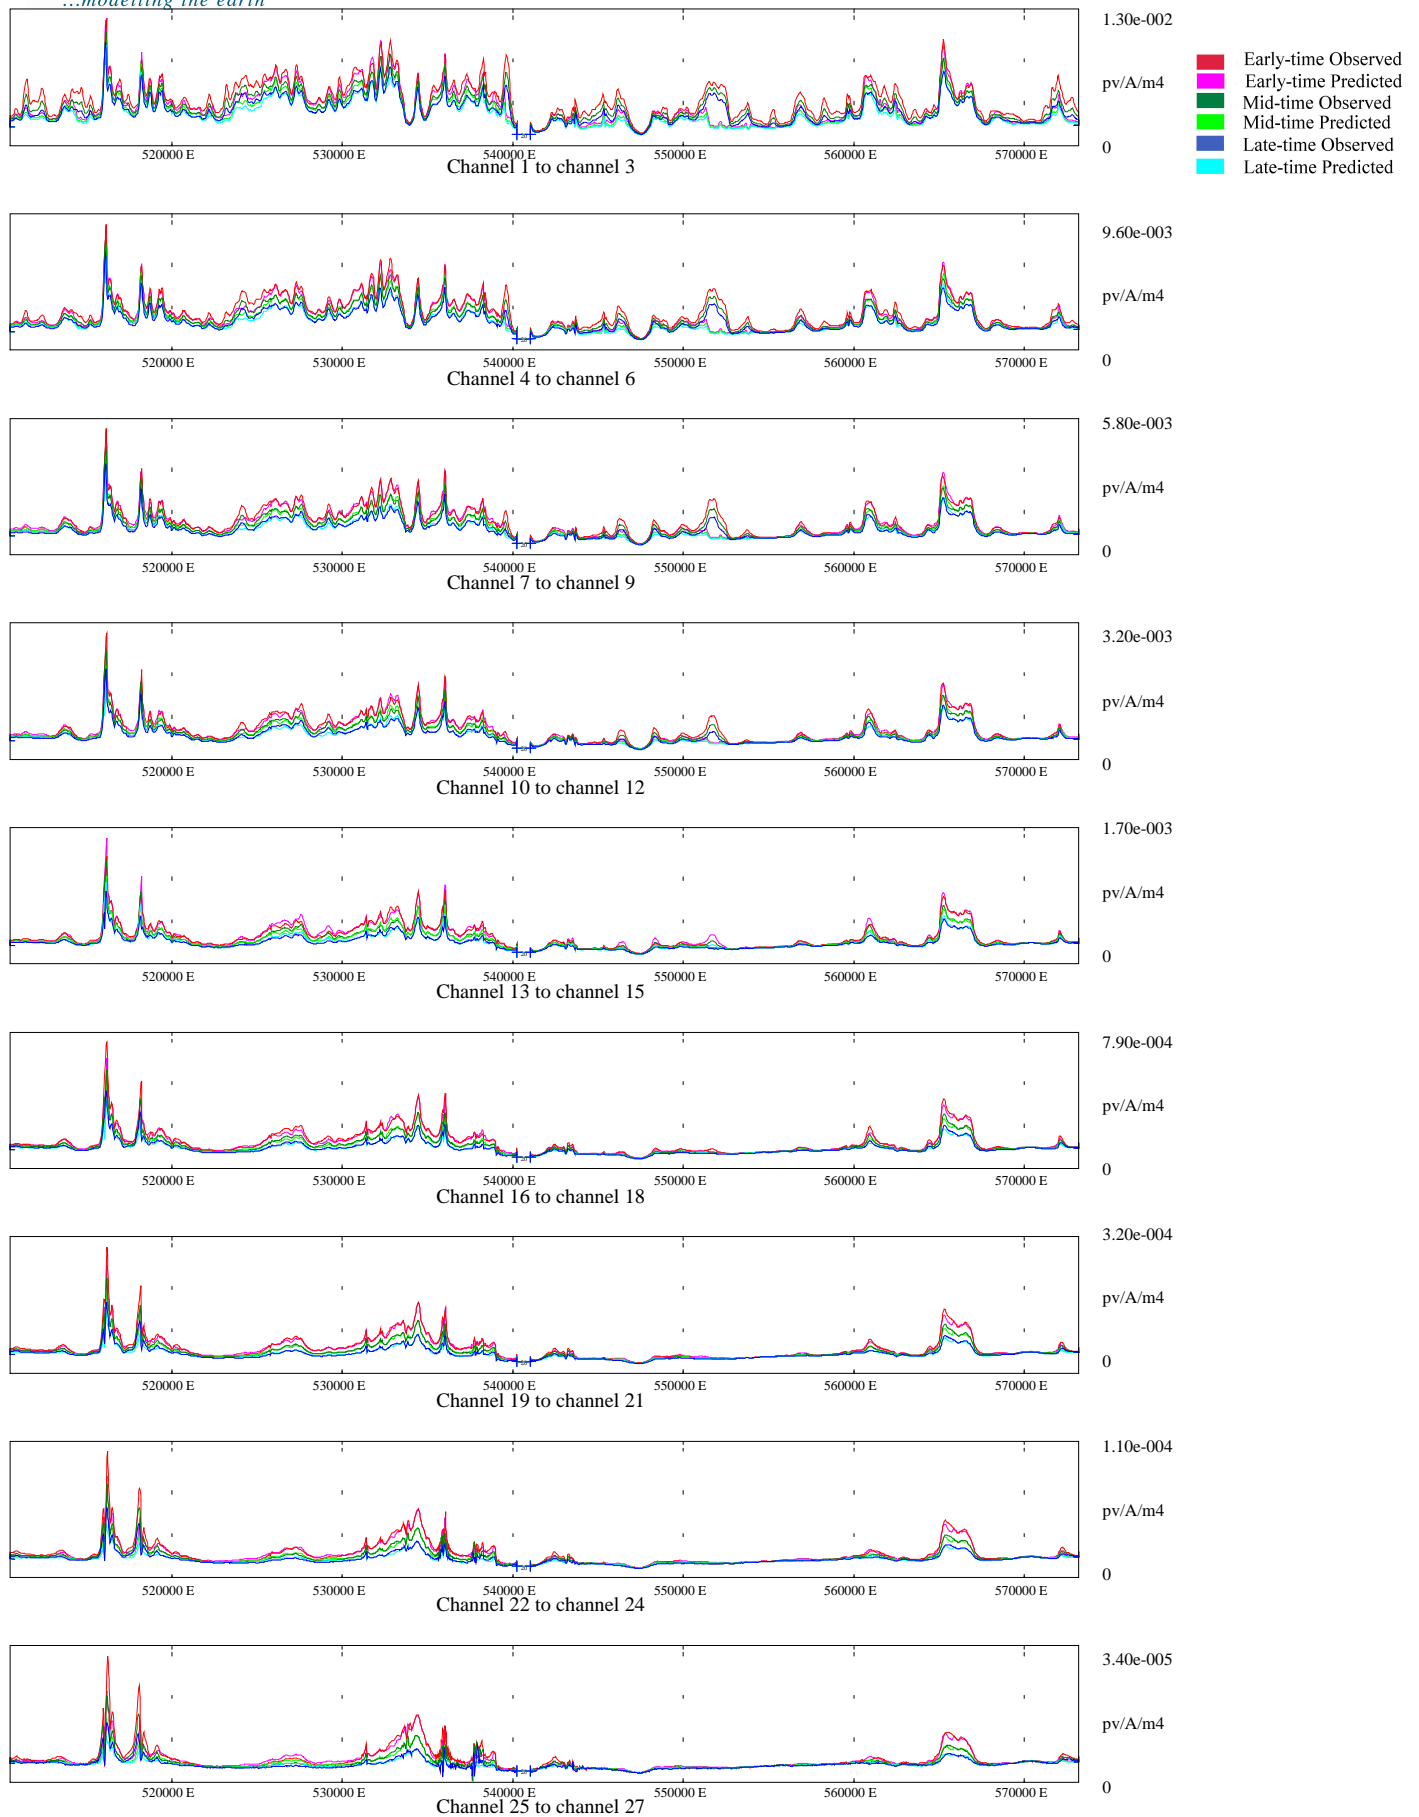 ...modelling the earth
1.30e-002
pv/A/m4
0
Early-time Observed
Early-time Predicted
Mid-time Observed
Mid-time Predicted
Late-time Observed
Late-time Predicted
520000 E 530000 E 540000 E 550000 E 560000 E 570000 E
Channel 1 to channel 3
9.60e-003
pv/A/m4
0
520000 E 530000 E 540000 E 550000 E 560000 E 570000 E
Channel 4 to channel 6
5.80e-003
pv/A/m4
0
520000 E 530000 E 540000 E 550000 E 560000 E 570000 E
Channel 7 to channel 9
3.20e-003
pv/A/m4
0
520000 E 530000 E 540000 E 550000 E 560000 E 570000 E
Channel 10 to channel 12
1.70e-003
pv/A/m4
0
520000 E 530000 E 540000 E 550000 E 560000 E 570000 E
Channel 13 to channel 15
7.90e-004
pv/A/m4
0
520000 E 530000 E 540000 E 550000 E 560000 E 570000 E
Channel 16 to channel 18
3.20e-004
pv/A/m4
0
520000 E 530000 E 540000 E 550000 E 560000 E 570000 E
Channel 19 to channel 21
1.10e-004
pv/A/m4
0
520000 E 530000 E 540000 E 550000 E 560000 E 570000 E
Channel 22 to channel 24
3.40e-005
pv/A/m4
0
520000 E 530000 E 540000 E 550000 E 560000 E 570000 E
Channel 25 to channel 27